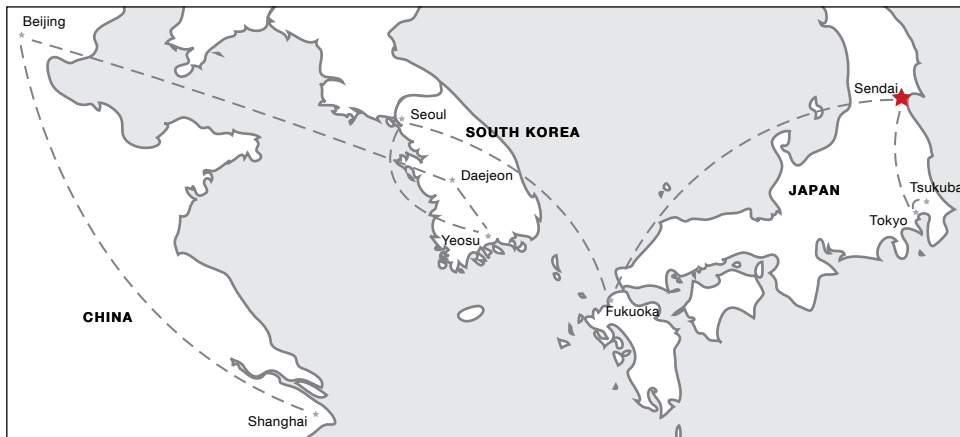 Beijing
Sendai
Seoul
SOUTH KOREA
Daejeon
JAPAN
Tsukuba
Tokyo
Yeosu
Fukuoka
CHINA
Shanghai